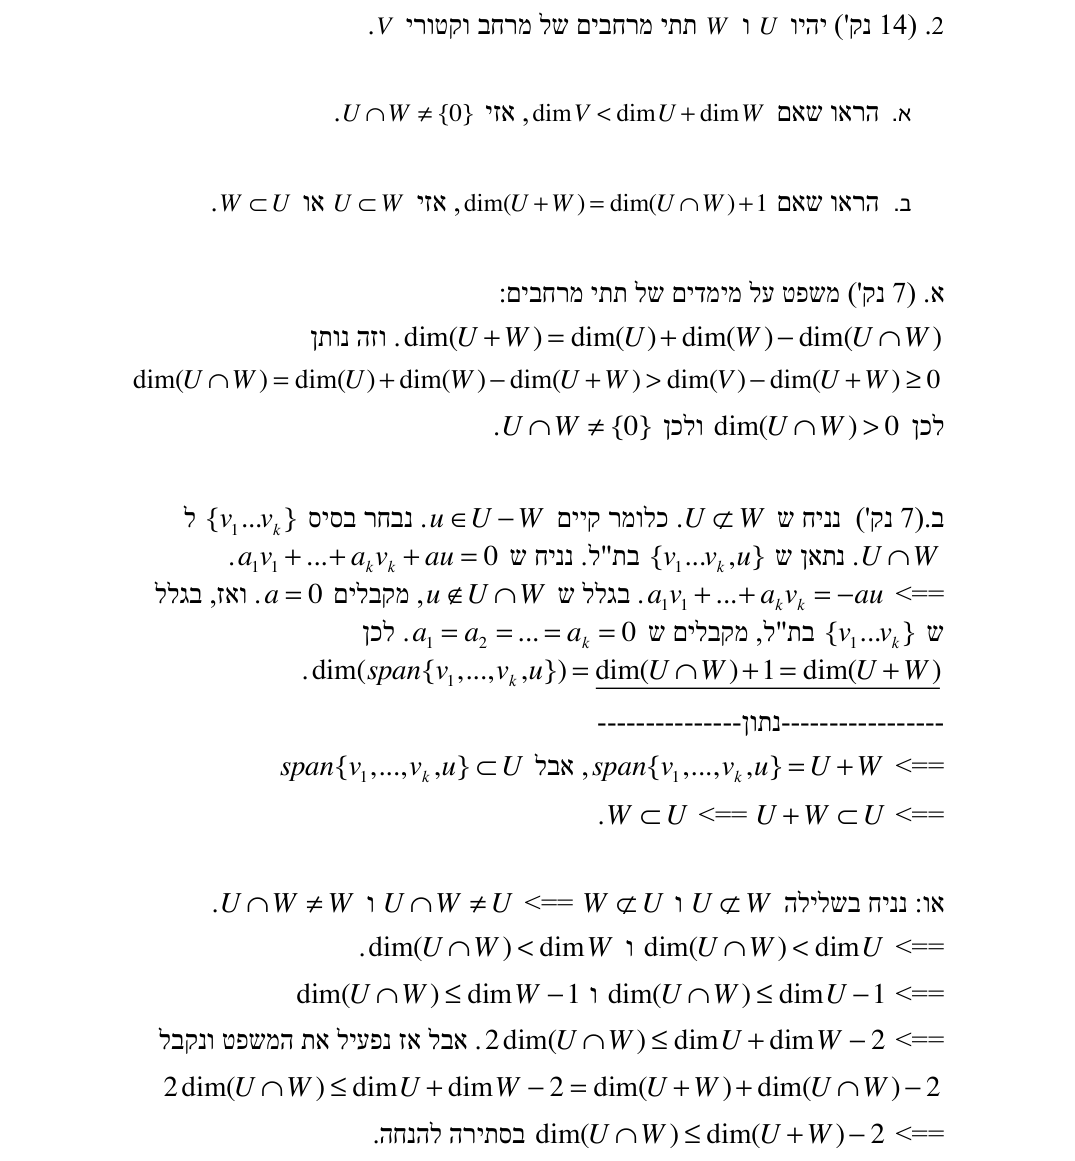 2. (14 נק') יהיו U ו W תתי מרחבים של מרחב וקטורי V.
א. הראו שאם dim V < dim U + dim W, אזי U ∩ W ≠ {0}.
ב. הראו שאם dim(U + W) = dim(U ∩ W) + 1, אזי U ⊂ W או W ⊂ U.
א. (7 נק') משפט על מימדים של תתי מרחבים:
dim(U + W) = dim(U) + dim(W) − dim(U ∩ W). וזה נותן
dim(U ∩ W) = dim(U) + dim(W) − dim(U + W) > dim(V) − dim(U + W) ≥ 0
לכן dim(U ∩ W) > 0 ולכן U ∩ W ≠ {0}.
ב.(7 נק') נניח ש U ⊄ W. כלומר קיים u ∈ U − W. נבחר בסיס {v₁...vₖ} ל
U ∩ W. נתאן ש {v₁...vₖ,u} בת"ל. נניח ש a₁v₁ + ... + aₖvₖ + au = 0.
<== a₁v₁ + ... + aₖvₖ = −au. בגלל ש u ∉ U ∩ W, מקבלים a = 0. ואז, בגלל
ש {v₁...vₖ} בת"ל, מקבלים ש a₁ = a₂ = ... = aₖ = 0. לכן
dim(span{v₁,...,vₖ,u}) = dim(U ∩ W) + 1 = dim(U + W).
-----------------נתון---------------
<== span{v₁,...,vₖ,u} = U + W, אבל span{v₁,...,vₖ,u} ⊂ U
<== U + W ⊂ U <== W ⊂ U.
או: נניח בשלילה U ⊄ W ו W ⊄ U <== U ∩ W ≠ U ו U ∩ W ≠ W.
<== dim(U ∩ W) < dim U ו dim(U ∩ W) < dim W.
<== dim(U ∩ W) ≤ dim U − 1 ו dim(U ∩ W) ≤ dim W − 1
<== 2 dim(U ∩ W) ≤ dim U + dim W − 2. אבל אז נפעיל את המשפט ונקבל
2 dim(U ∩ W) ≤ dim U + dim W − 2 = dim(U + W) + dim(U ∩ W) − 2
<== dim(U ∩ W) ≤ dim(U + W) − 2 בסתירה להנחה.